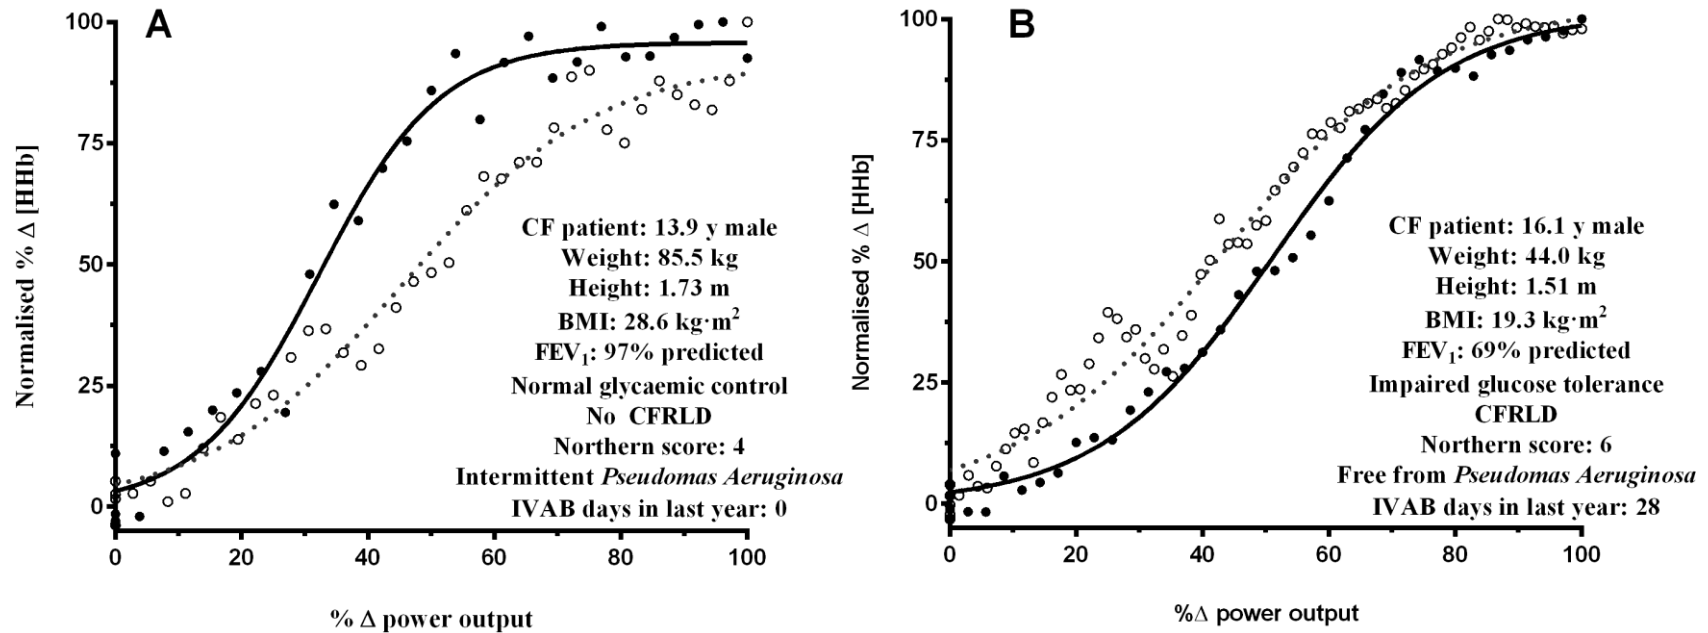 A
100
75
50
25
0
Normalised % Δ [HHb]
CF patient: 13.9 y male
Weight: 85.5 kg
Height: 1.73 m
BMI: 28.6 kg·m²
FEV₁: 97% predicted
Normal glycaemic control
No CFRLD
Northern score: 4
Intermittent Pseudomas Aeruginosa
IVAB days in last year: 0
0 20 40 60 80 100
% Δ power output
B
100
75
50
25
0
Normalised % Δ [HHb]
CF patient: 16.1 y male
Weight: 44.0 kg
Height: 1.51 m
BMI: 19.3 kg·m²
FEV₁: 69% predicted
Impaired glucose tolerance
CFRLD
Northern score: 6
Free from Pseudomas Aeruginosa
IVAB days in last year: 28
0 20 40 60 80 100
%Δ power output